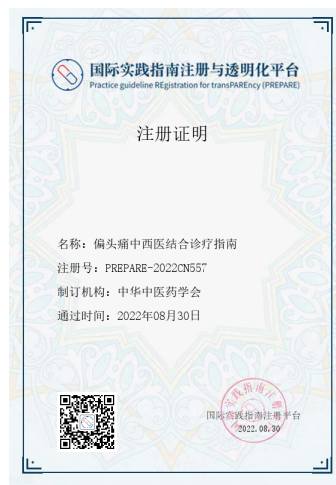 国际实践指南注册与透明化平台
Practice guideline REgistration for transPAREncy (PREPARE)
注册证明
名称：偏头痛中西医结合诊疗指南
注册号：PREPARE-2022CN557
制订机构：中华中医药学会
通过时间：2022年08月30日
国际实践指南注册平台
2022.08.30